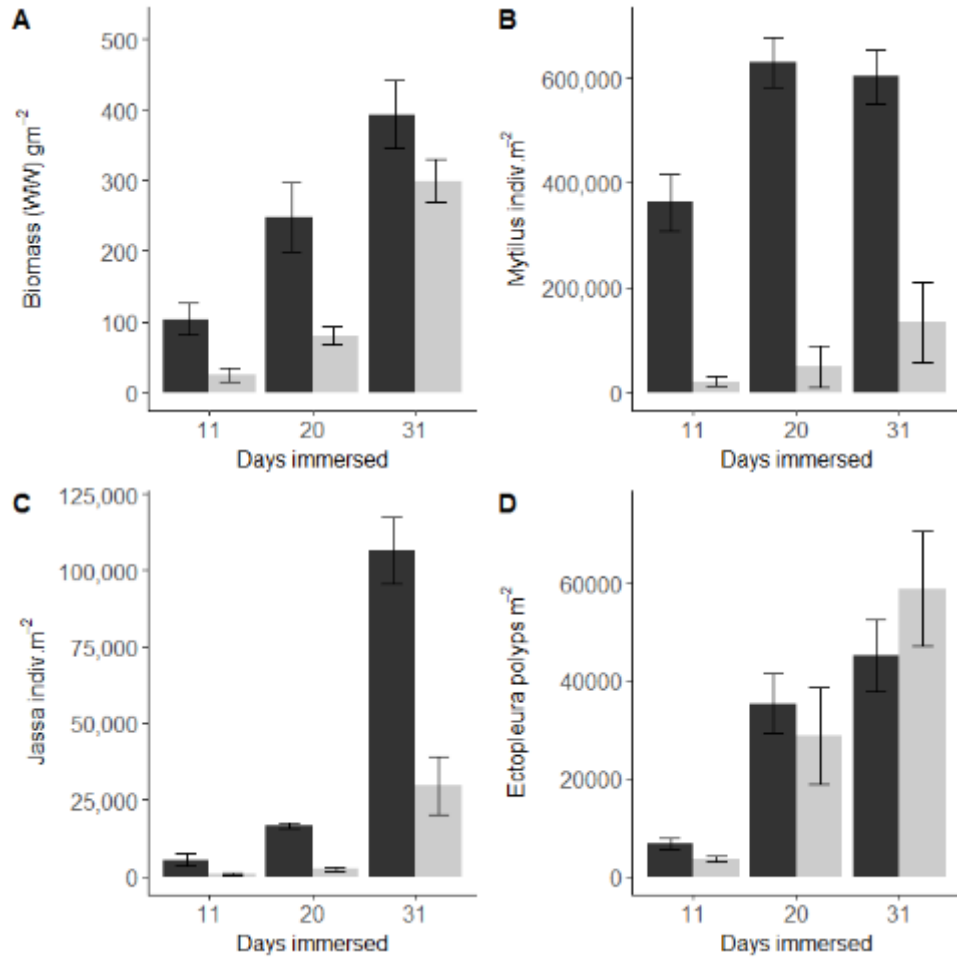 A
Biomass (WW) gm⁻²
500
400
300
200
100
0
11 20 31
Days immersed
B
Mytilus indiv.m⁻²
600,000
400,000
200,000
0
11 20 31
Days immersed
C
Jassa indiv.m⁻²
125,000
100,000
75,000
50,000
25,000
0
11 20 31
Days immersed
D
Ectopleura polyps m⁻²
60000
40000
20000
0
11 20 31
Days immersed